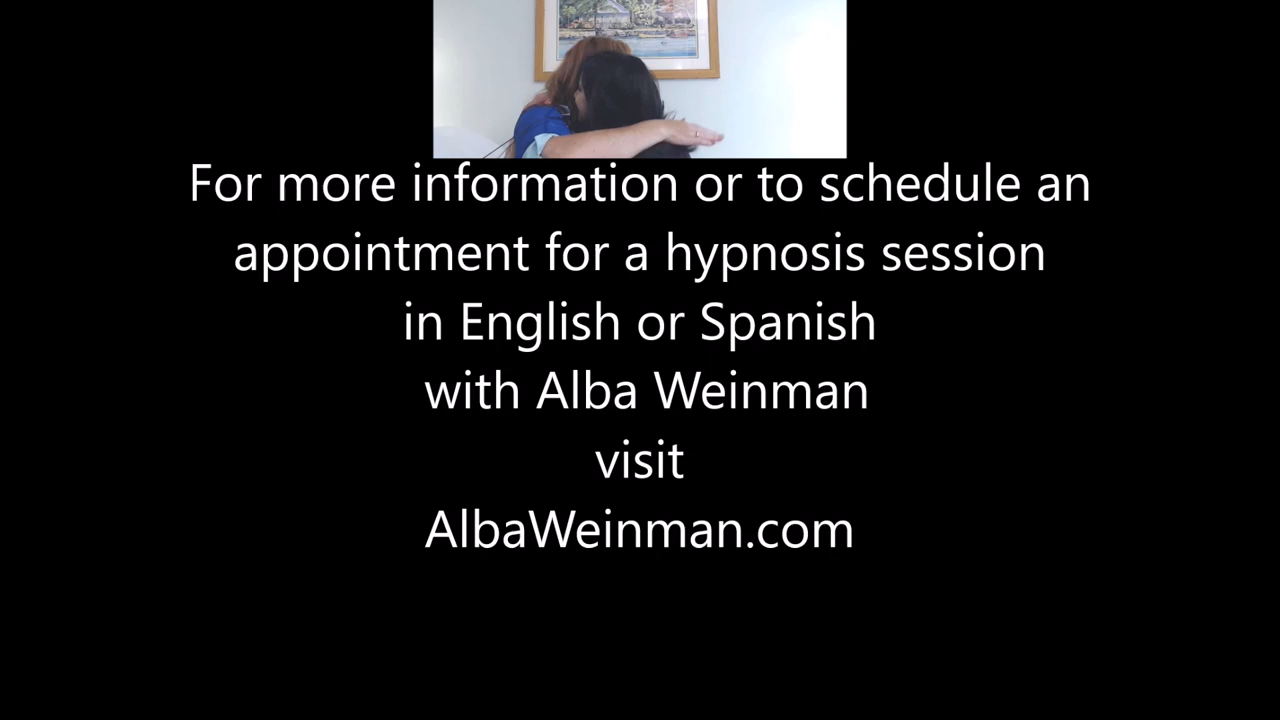 For more information or to schedule an
appointment for a hypnosis session
in English or Spanish
with Alba Weinman
visit
AlbaWeinman.com